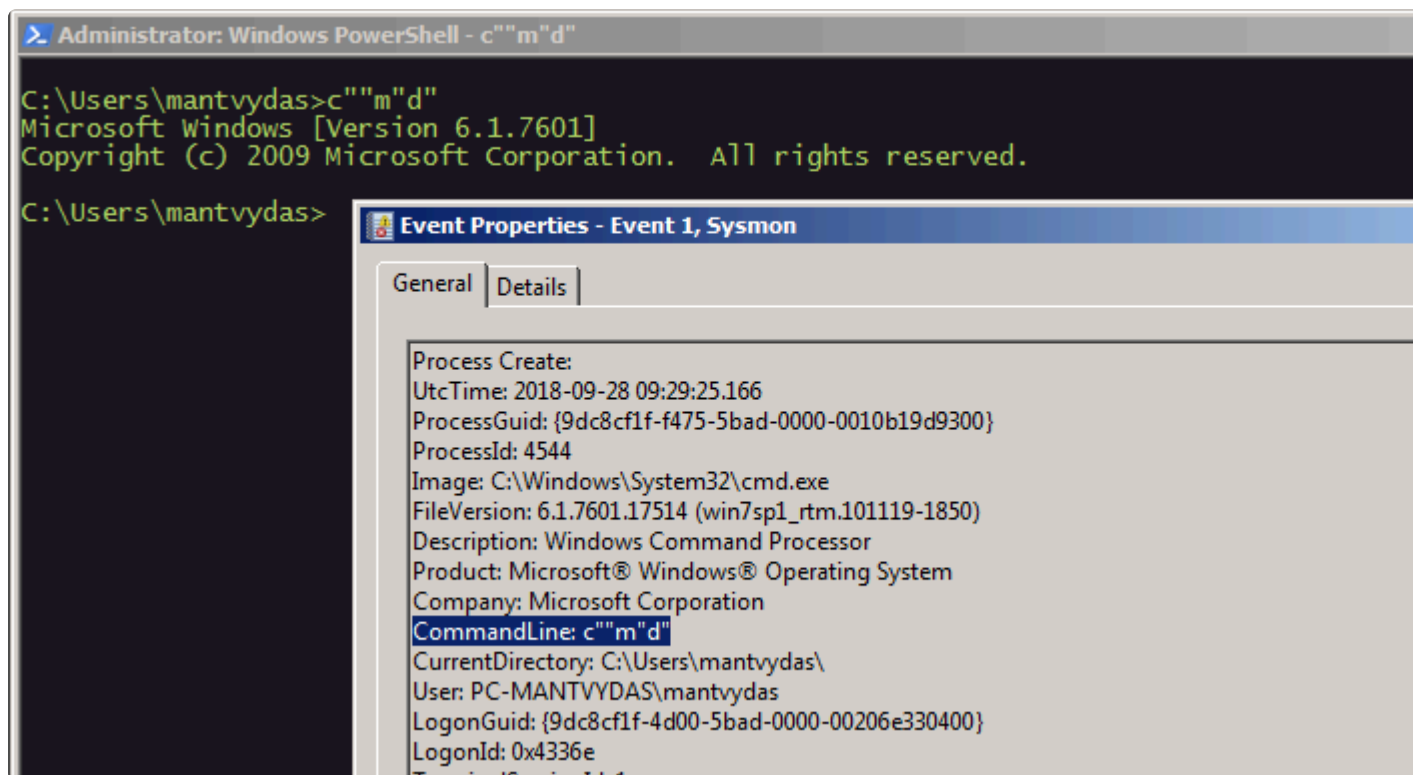 Administrator: Windows PowerShell - c""m"d"
C:\Users\mantvydas>c""m"d"
Microsoft Windows [Version 6.1.7601]
Copyright (c) 2009 Microsoft Corporation.  All rights reserved.
C:\Users\mantvydas>
Event Properties - Event 1, Sysmon
General
Details
Process Create:
UtcTime: 2018-09-28 09:29:25.166
ProcessGuid: {9dc8cf1f-f475-5bad-0000-0010b19d9300}
ProcessId: 4544
Image: C:\Windows\System32\cmd.exe
FileVersion: 6.1.7601.17514 (win7sp1_rtm.101119-1850)
Description: Windows Command Processor
Product: Microsoft® Windows® Operating System
Company: Microsoft Corporation
CommandLine: c""m"d"
CurrentDirectory: C:\Users\mantvydas\
User: PC-MANTVYDAS\mantvydas
LogonGuid: {9dc8cf1f-4d00-5bad-0000-00206e330400}
LogonId: 0x4336e